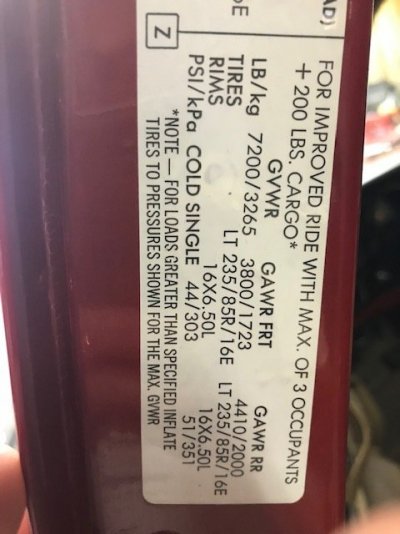 AD)
DE
Z
FOR IMPROVED RIDE WITH MAX. OF 3 OCCUPANTS
+ 200 LBS. CARGO*
GVWR GAWR FRT GAWR RR
LB/kg 7200/3265 3800/1723 4410/2000
TIRES LT 235/85R/16E LT 235/85R/16E
RIMS 16X6.50L 16X6.50L
PSI/kPa COLD SINGLE 44/303 51/351
*NOTE — FOR LOADS GREATER THAN SPECIFIED INFLATE
TIRES TO PRESSURES SHOWN FOR THE MAX. GVWR